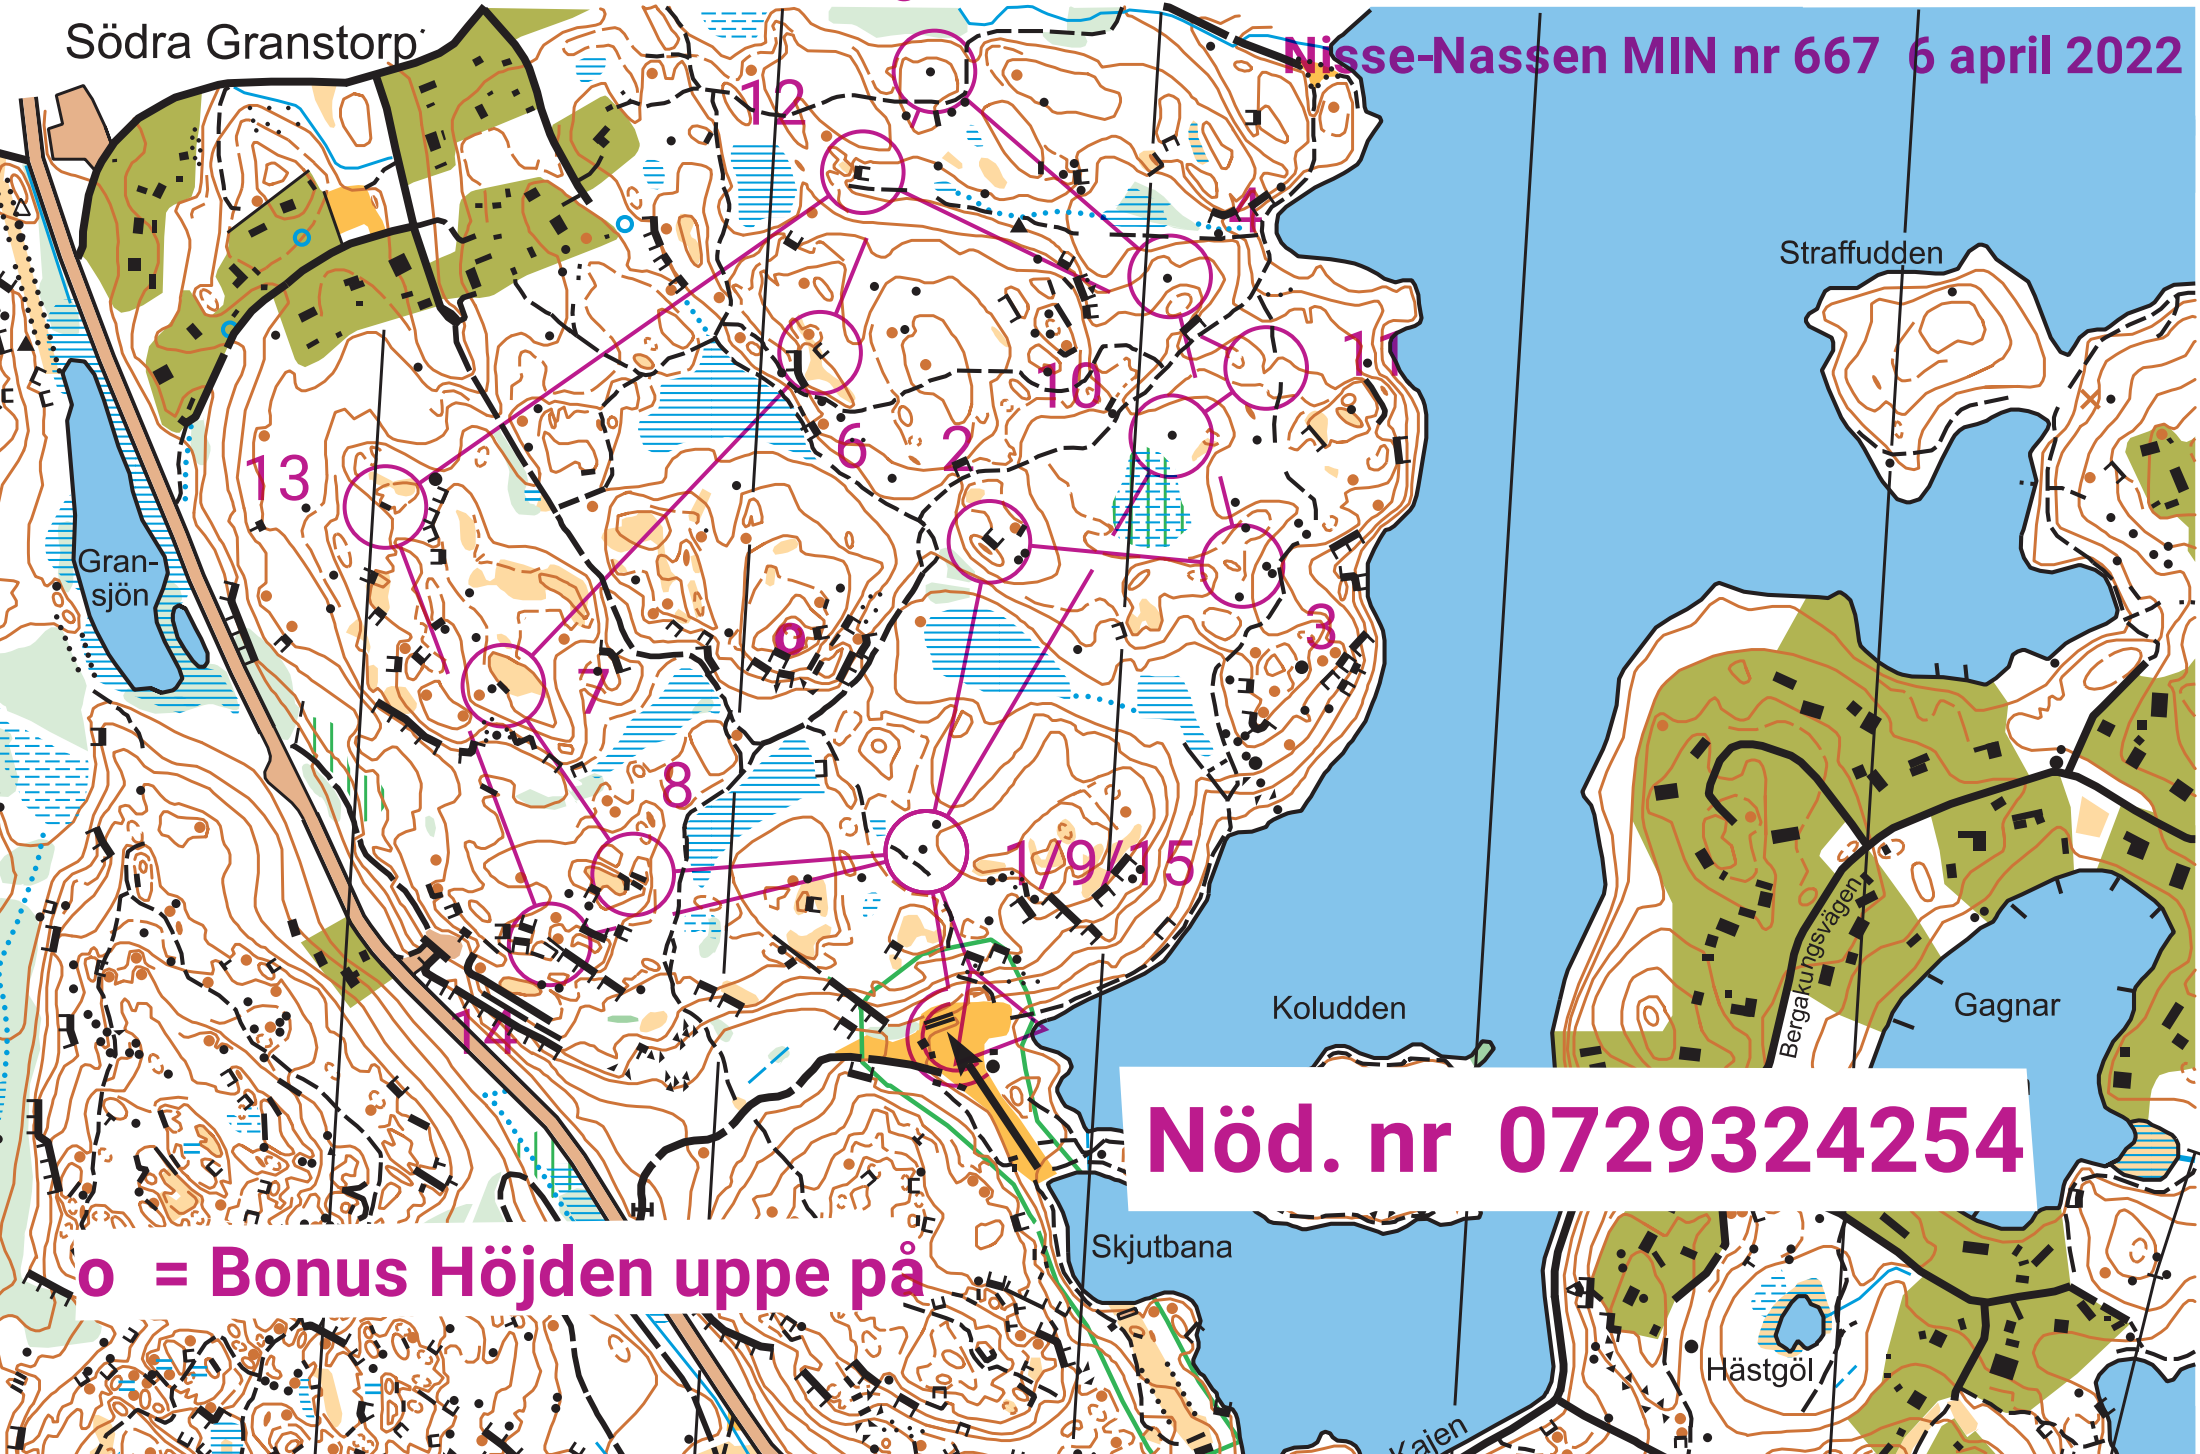 Södra Granstorp
Nisse-Nassen MIN nr 667 6 april 2022
12
4
Straffudden
11
10
6
2
13
Gran-
sjön
3
o
7
8
1/9/15
14
Koludden
Bergakungsvägen
Gagnar
Nöd. nr 0729324254
Skjutbana
o = Bonus Höjden uppe på
Hästgöl
Kajen